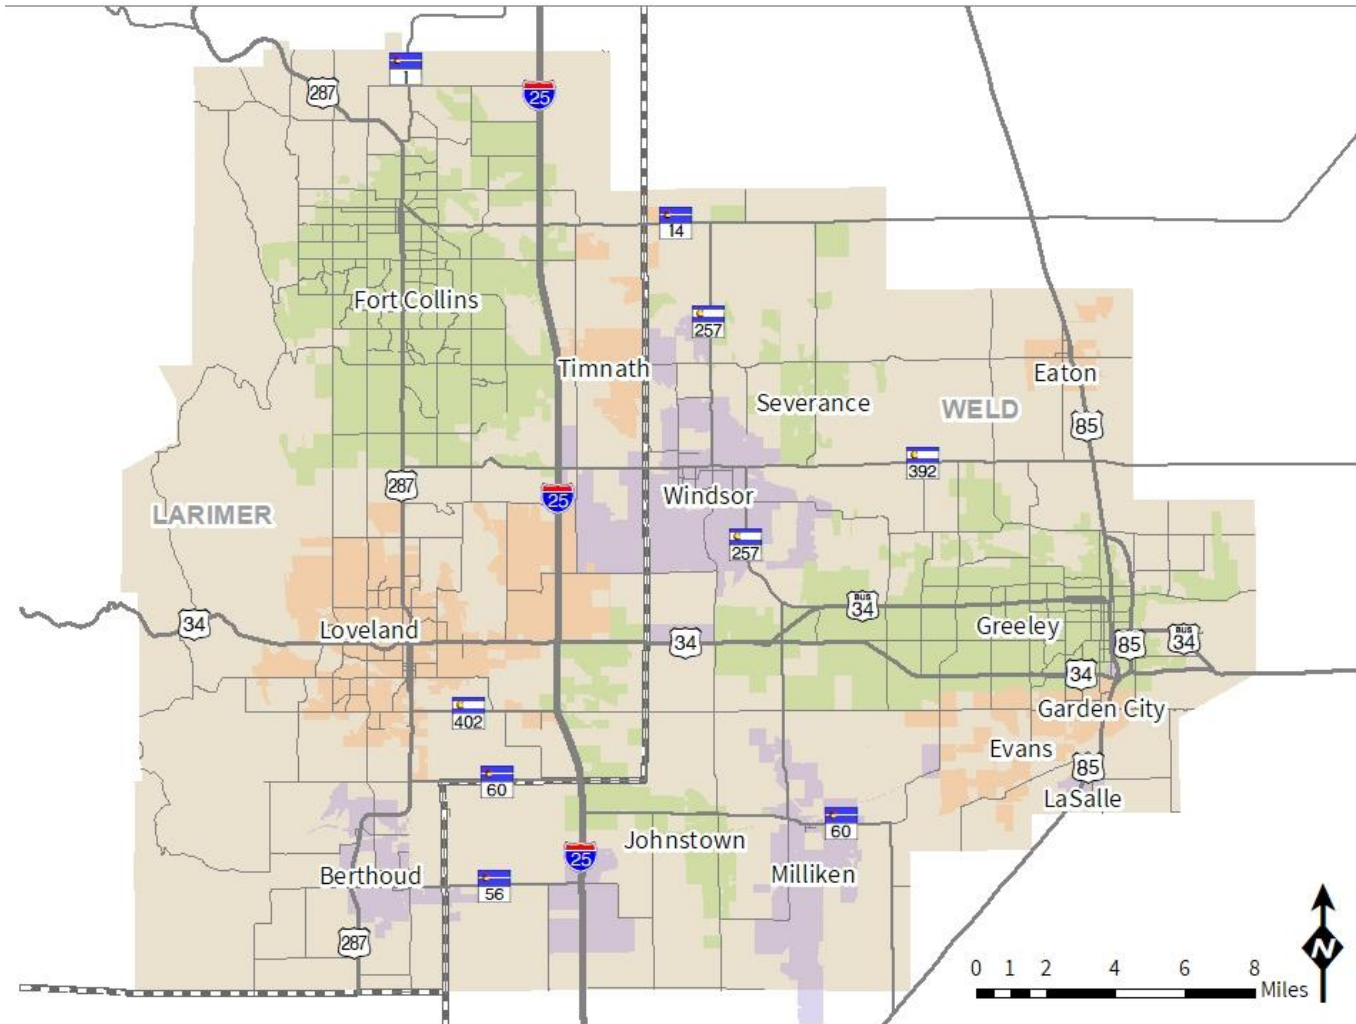 1
287
25
14
Fort Collins
257
Timnath
Eaton
Severance
WELD
85
392
287
25
Windsor
LARIMER
257
BUS
34
34
Loveland
Greeley
34
85
BUS
34
34
402
Garden City
Evans
60
85
LaSalle
60
Johnstown
25
Berthoud
56
Milliken
287
N
0 1 2 4 6 8
Miles